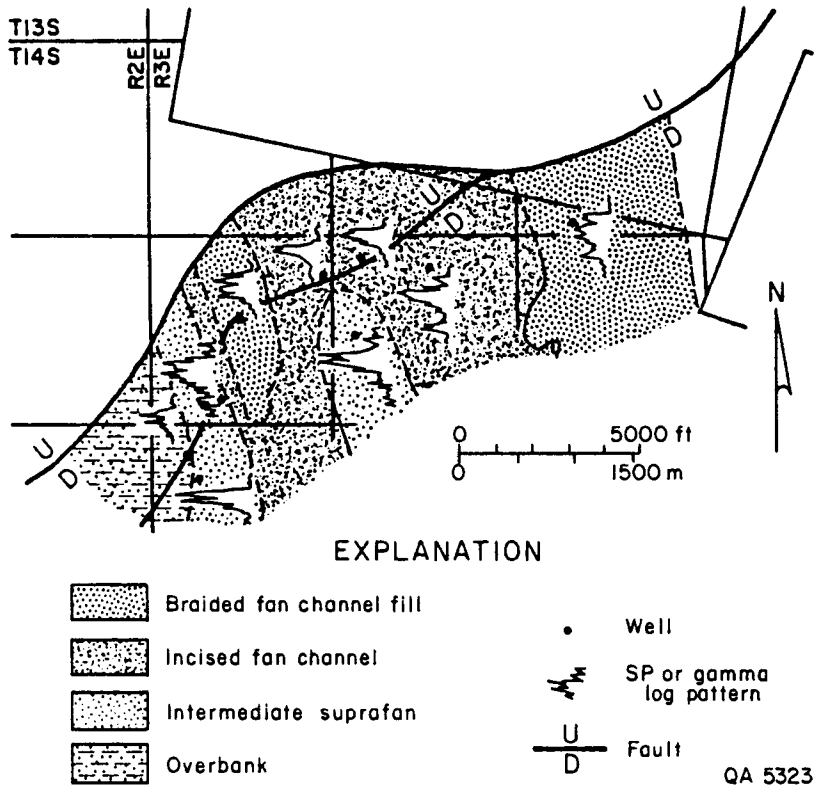 T13S
T14S
R2E
R3E
U
D
U
D
U
D
N
0 5000 ft
0 1500 m
EXPLANATION
Braided fan channel fill
Incised fan channel
Intermediate suprafan
Overbank
Well
SP or gamma
log pattern
U
D
Fault
QA 5323